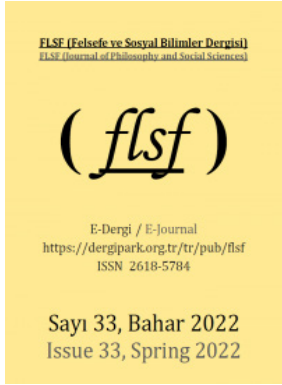 FLSF (Felsefe ve Sosyal Bilimler Dergisi)
FLSF (Journal of Philosophy and Social Sciences)
( flsf )
E-Dergi / E-Journal
https://dergipark.org.tr/tr/pub/flsf
ISSN 2618-5784
Sayı 33, Bahar 2022
Issue 33, Spring 2022